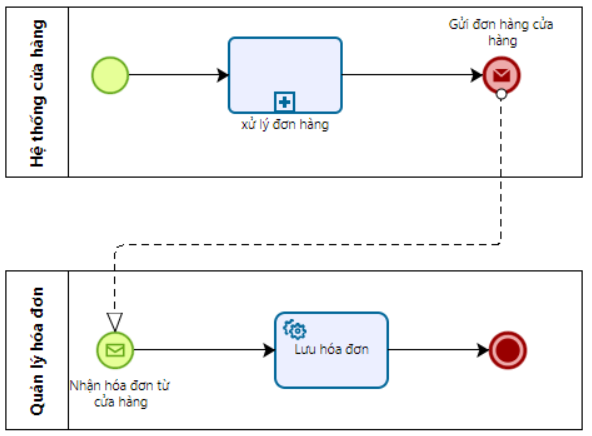 Hệ thống cửa hàng
Gửi đơn hàng cửa
hàng
xử lý đơn hàng
Quản lý hóa đơn
Lưu hóa đơn
Nhận hóa đơn từ
cửa hàng